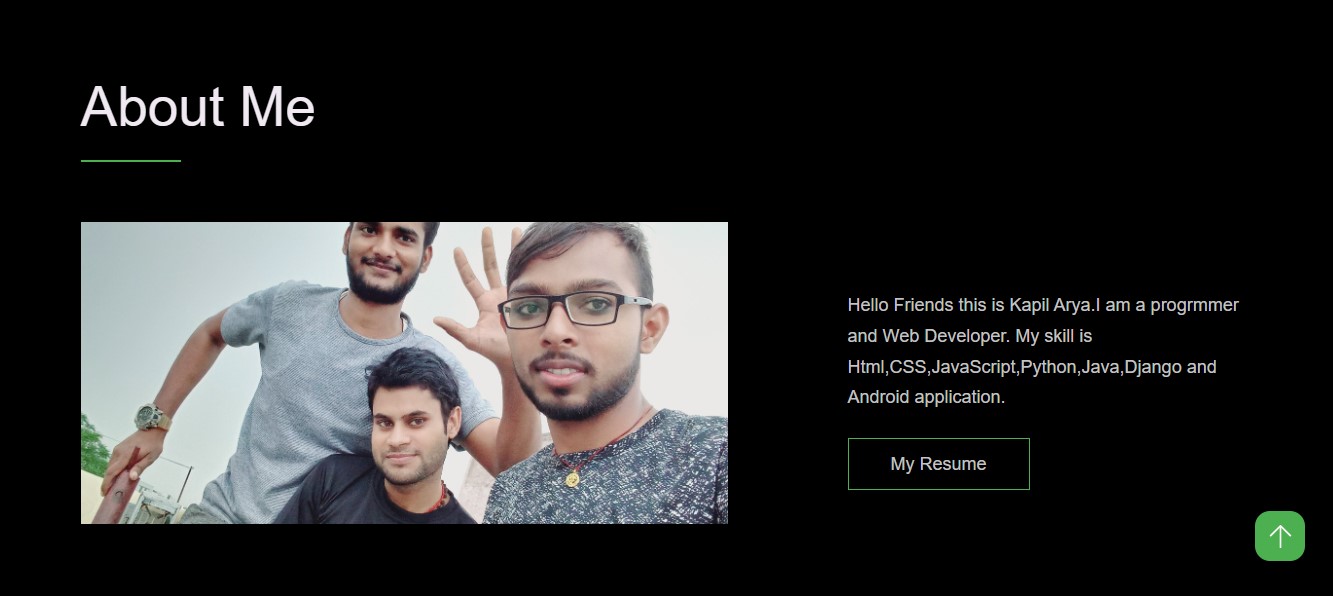 About Me
Hello Friends this is Kapil Arya.I am a progrmmer
and Web Developer. My skill is
Html,CSS,JavaScript,Python,Java,Django and
Android application.
My Resume